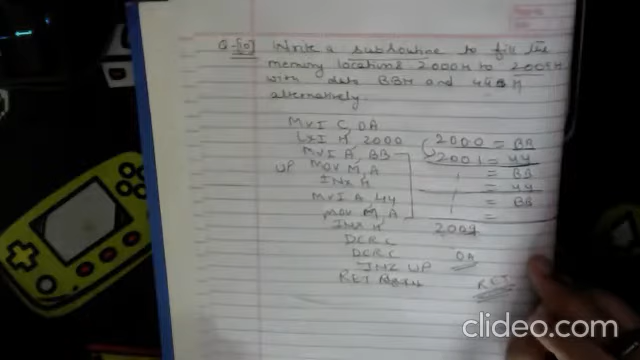 Q-50] Write a subroutine to fill the
memory locations 2000H to 2009H
with data BBH and 44H
alternatively.
MVI C, 0A
LXI H, 2000
MVI A, BB
UP MOV M, A
INX H
MVI A, 44
MOV M, A
INX H
DCR C
DCR C
JNZ UP
RET
2000 = BB
2001 = 44
= BB
= 44
= BB
=
2009
0A
RET
clideo.com